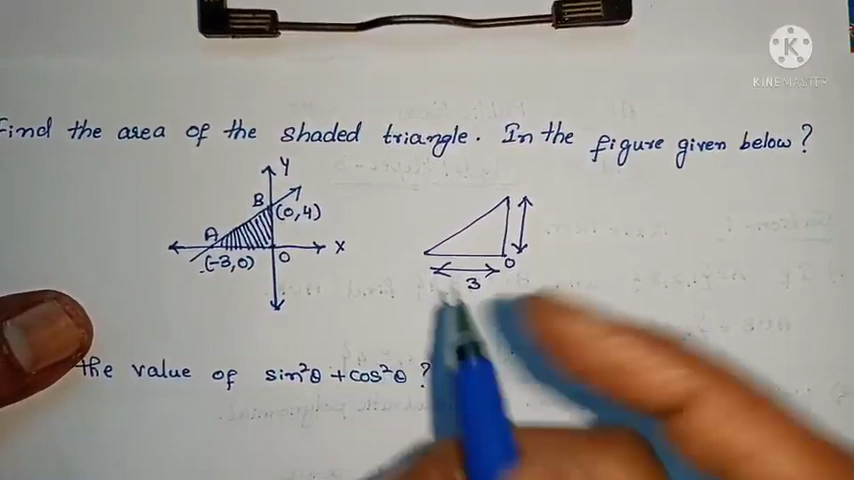 K
KINEMASTER
Find the area of the shaded triangle. In the figure given below?
Y
B
(0,4)
A
(-3,0)
O
X
O
3
the value of sin²θ + cos²θ ?